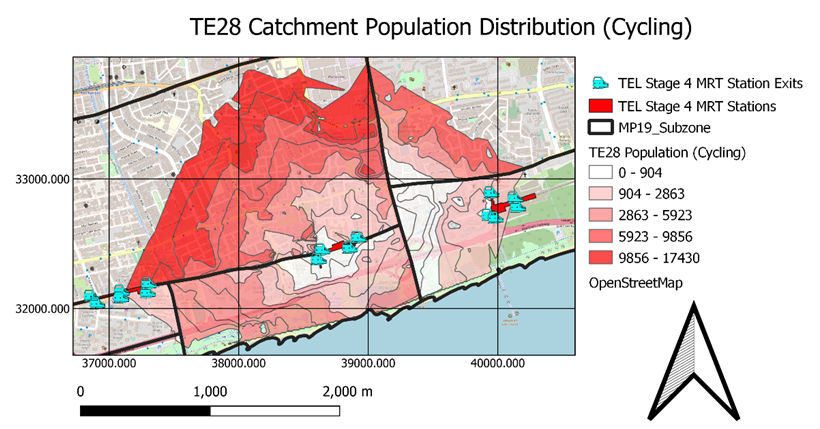 TE28 Catchment Population Distribution (Cycling)
TEL Stage 4 MRT Station Exits
TEL Stage 4 MRT Stations
MP19_Subzone
TE28 Population (Cycling)
0 - 904
904 - 2863
2863 - 5923
5923 - 9856
9856 - 17430
OpenStreetMap
33000.000
32000.000
37000.000 38000.000 39000.000 40000.000
0 1,000 2,000 m